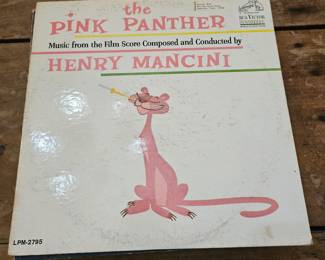 the
PINK PANTHER
Music from the Film Score Composed and Conducted by
HENRY MANCINI
RCA VICTOR
LPM-2795